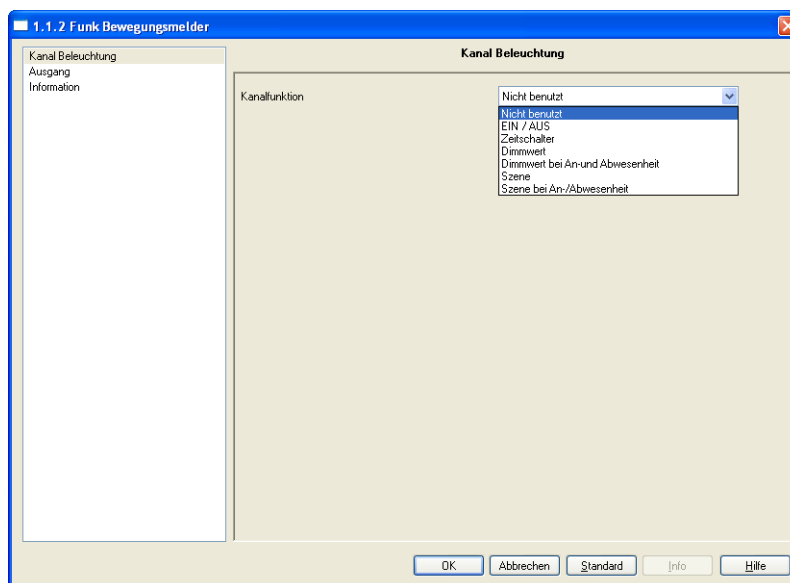 1.1.2 Funk Bewegungsmelder
Kanal Beleuchtung
Ausgang
Information
Kanal Beleuchtung
Kanalfunktion
Nicht benutzt
Nicht benutzt
EIN / AUS
Zeitschalter
Dimmwert
Dimmwert bei An-und Abwesenheit
Szene
Szene bei An-/Abwesenheit
OK
Abbrechen
Standard
Info
Hilfe